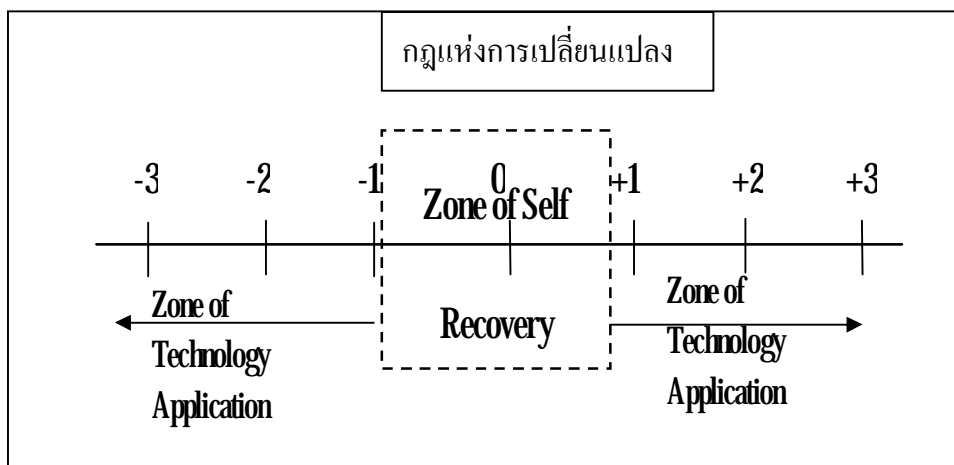 กฎแห่งการเปลี่ยนแปลง
-3 -2 -1 0 +1 +2 +3
Zone of Self
Recovery
Zone of
Technology
Application
Zone of
Technology
Application